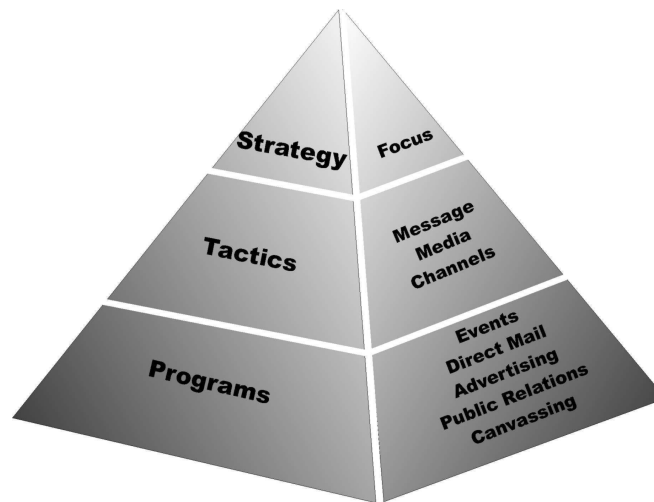 Strategy
Focus
Tactics
Message
Media
Channels
Programs
Events
Direct Mail
Advertising
Public Relations
Canvassing